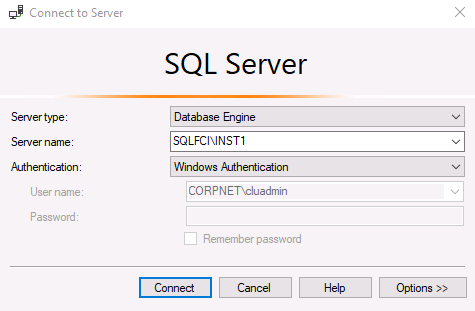 Connect to Server
SQL Server
Server type: Database Engine
Server name: SQLFCI\INST1
Authentication: Windows Authentication
User name: CORPNET\cluadmin
Password:
Remember password
Connect Cancel Help Options >>